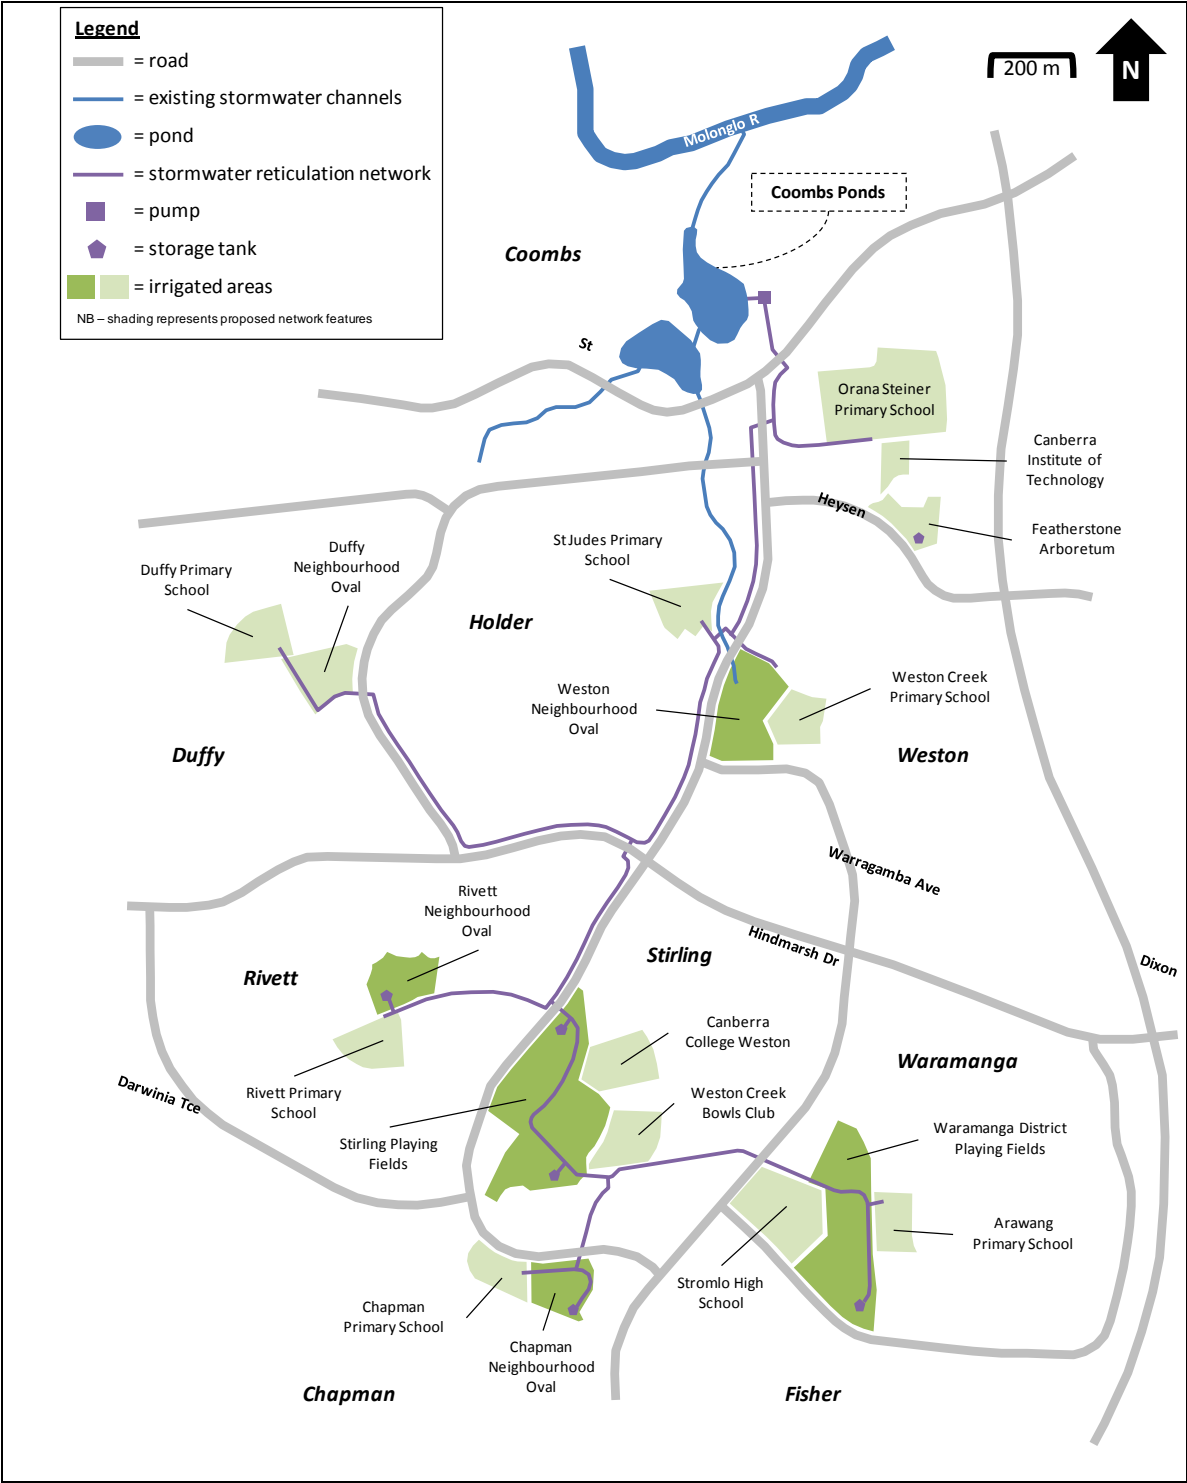 Legend
= road
= existing stormwater channels
= pond
= stormwater reticulation network
= pump
= storage tank
= irrigated areas
NB – shading represents proposed network features
200 m
N
Molonglo R
Coombs Ponds
Coombs
St
Orana Steiner
Primary School
Canberra
Institute of
Technology
Heysen
Featherstone
Arboretum
Duffy
Neighbourhood
Oval
Duffy Primary
School
St Judes Primary
School
Holder
Weston
Neighbourhood
Oval
Weston Creek
Primary School
Duffy
Weston
Warragamba Ave
Rivett
Neighbourhood
Oval
Hindmarsh Dr
Stirling
Dixon
Rivett
Canberra
College Weston
Waramanga
Darwinia Tce
Rivett Primary
School
Weston Creek
Bowls Club
Stirling Playing
Fields
Waramanga District
Playing Fields
Arawang
Primary School
Stromlo High
School
Chapman
Primary School
Chapman
Neighbourhood
Oval
Chapman
Fisher